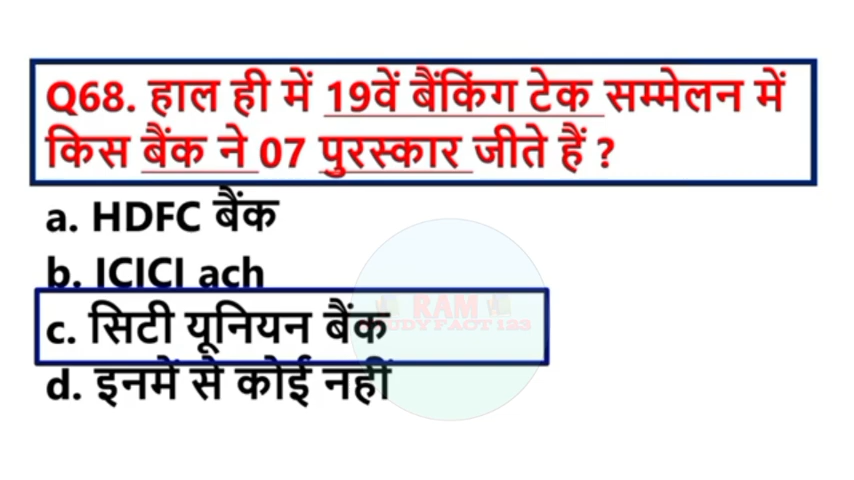 Q68. हाल ही में 19वें बैंकिंग टेक सम्मेलन में
किस बैंक ने 07 पुरस्कार जीते हैं ?
a. HDFC बैंक
b. ICICI ach
c. सिटी यूनियन बैंक
d. इनमें से कोई नहीं
RAM
STUDY FACT 123